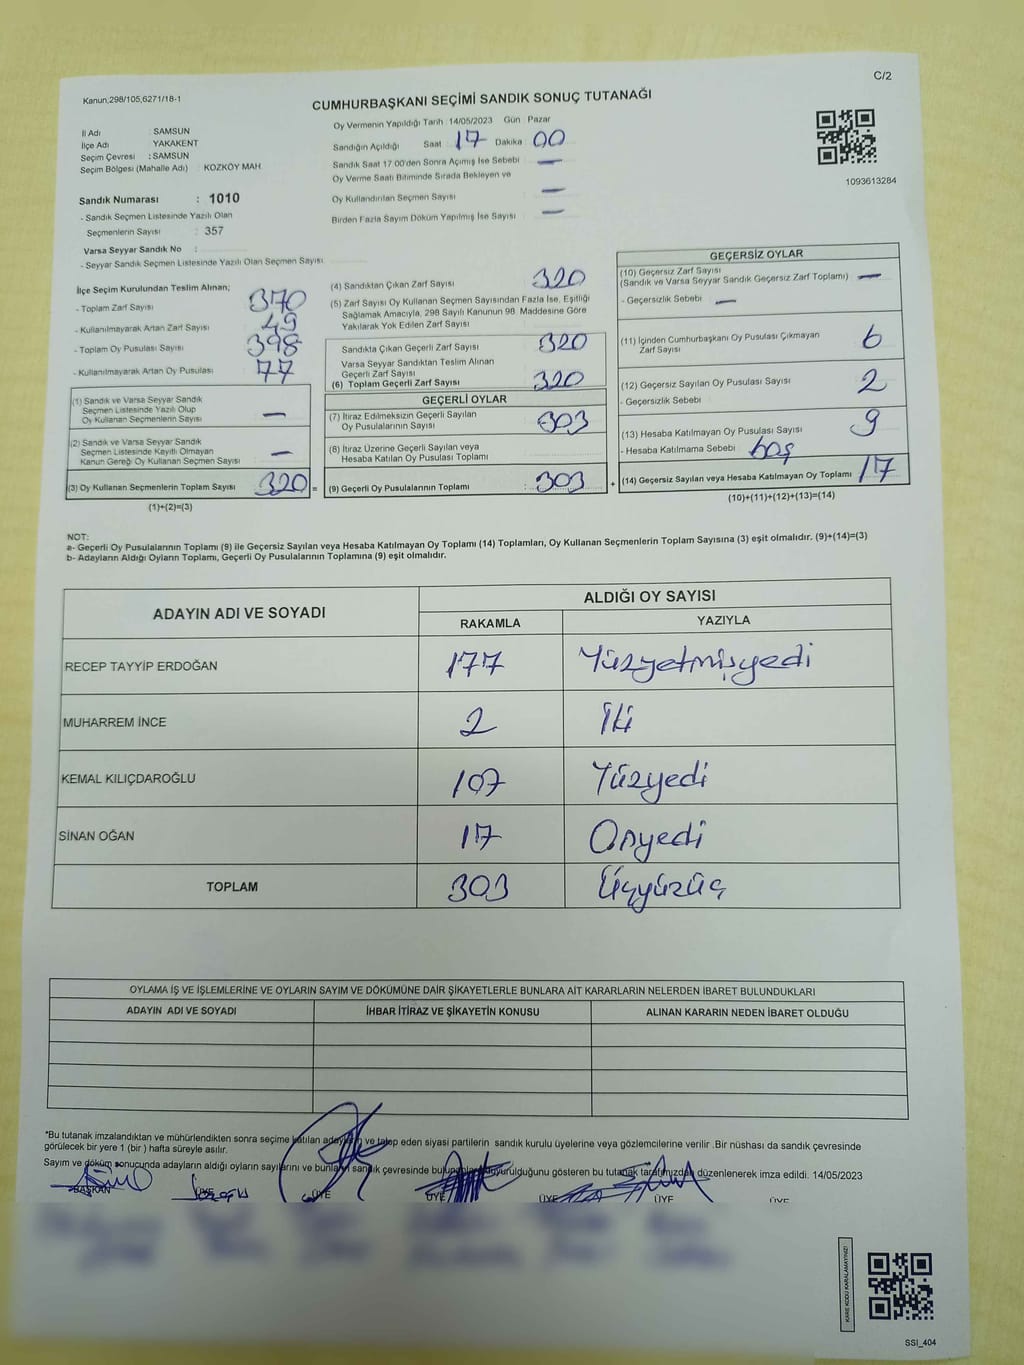 C/2
Kanun,298/105,6271/18-1
CUMHURBAŞKANI SEÇİMİ SANDIK SONUÇ TUTANAĞI
İl Adı : SAMSUN
İlçe Adı YAKAKENT
Seçim Çevresi : SAMSUN
Seçim Bölgesi (Mahalle Adı) KOZKÖY MAH.
Sandık Numarası : 1010
- Sandık Seçmen Listesinde Yazılı Olan
Seçmenlerin Sayısı : 357
Varsa Seyyar Sandık No :
- Seyyar Sandık Seçmen Listesinde Yazılı Olan Seçmen Sayısı
Oy Vermenin Yapıldığı Tarih : 14/05/2023 Gün Pazar
Sandığın Açıldığı Saat 17 Dakika 00
Sandık Saat 17.00'den Sonra Açılmış İse Sebebi —
Oy Verme Saati Bitiminde Sırada Bekleyen ve
Oy Kullandırılan Seçmen Sayısı —
Birden Fazla Sayım Döküm Yapılmış İse Sayısı —
1093613284
İlçe Seçim Kurulundan Teslim Alınan;
- Toplam Zarf Sayısı 370
- Kullanılmayarak Artan Zarf Sayısı 49
- Toplam Oy Pusulası Sayısı 398
- Kullanılmayarak Artan Oy Pusulası 77
(1) Sandık ve Varsa Seyyar Sandık
Seçmen Listesinde Yazılı Olup
Oy Kullanan Seçmenlerin Sayısı —
(2) Sandık ve Varsa Seyyar Sandık
Seçmen Listesinde Kayıtlı Olmayan
Kanun Gereği Oy Kullanan Seçmen Sayısı —
(3) Oy Kullanan Seçmenlerin Toplam Sayısı 320 =
(1)+(2)=(3)
(4) Sandıktan Çıkan Zarf Sayısı 320
(5) Zarf Sayısı Oy Kullanan Seçmen Sayısından Fazla İse, Eşitliği
Sağlamak Amacıyla, 298 Sayılı Kanunun 98. Maddesine Göre
Yakılarak Yok Edilen Zarf Sayısı
Sandıkta Çıkan Geçerli Zarf Sayısı 320
Varsa Seyyar Sandıktan Teslim Alınan
Geçerli Zarf Sayısı
(6) Toplam Geçerli Zarf Sayısı 320
GEÇERLİ OYLAR
(7) İtiraz Edilmeksizin Geçerli Sayılan
Oy Pusulalarının Sayısı : 303
(8) İtiraz Üzerine Geçerli Sayılan veya
Hesaba Katılan Oy Pusulası Toplamı
(9) Geçerli Oy Pusulalarının Toplamı : 303 +
GEÇERSİZ OYLAR
(10) Geçersiz Zarf Sayısı
(Sandık ve Varsa Seyyar Sandık Geçersiz Zarf Toplamı) —
- Geçersizlik Sebebi —
(11) İçinden Cumhurbaşkanı Oy Pusulası Çıkmayan
Zarf Sayısı 6
(12) Geçersiz Sayılan Oy Pusulası Sayısı 2
- Geçersizlik Sebebi
(13) Hesaba Katılmayan Oy Pusulası Sayısı 9
- Hesaba Katılmama Sebebi boş
(14) Geçersiz Sayılan veya Hesaba Katılmayan Oy Toplamı 17
(10)+(11)+(12)+(13)=(14)
NOT:
a- Geçerli Oy Pusulalarının Toplamı (9) ile Geçersiz Sayılan veya Hesaba Katılmayan Oy Toplamı (14) Toplamları, Oy Kullanan Seçmenlerin Toplam Sayısına (3) eşit olmalıdır. (9)+(14)=(3)
b- Adayların Aldığı Oyların Toplamı, Geçerli Oy Pusulalarının Toplamına (9) eşit olmalıdır.
ADAYIN ADI VE SOYADI ALDIĞI OY SAYISI
RAKAMLA YAZIYLA
RECEP TAYYİP ERDOĞAN 177 Yüzyetmişyedi
MUHARREM İNCE 2 İki
KEMAL KILIÇDAROĞLU 107 Yüzyedi
SİNAN OĞAN 17 Onyedi
TOPLAM 303 Üçyüzüç
OYLAMA İŞ VE İŞLEMLERİNE VE OYLARIN SAYIM VE DÖKÜMÜNE DAİR ŞİKAYETLERLE BUNLARA AİT KARARLARIN NELERDEN İBARET BULUNDUKLARI
ADAYIN ADI VE SOYADI İHBAR İTİRAZ VE ŞİKAYETİN KONUSU ALINAN KARARIN NEDEN İBARET OLDUĞU
*Bu tutanak imzalandıktan ve mühürlendikten sonra seçime katılan adayların ve talep eden siyasi partilerin sandık kurulu üyelerine veya gözlemcilerine verilir .Bir nüshası da sandık çevresinde
görülecek bir yere 1 (bir ) hafta süreyle asılır.
Sayım ve döküm sonucunda adayların aldığı oyların sayılarını ve bunların sandık çevresinde duyurulduğunu gösteren bu tutanak tarafımızdan düzenlenerek imza edildi. 14/05/2023
BAŞKAN ÜYE ÜYE ÜYE ÜYE ÜYE ÜYE
KARE KODU KARALAMAYINIZ!
SSİ_404